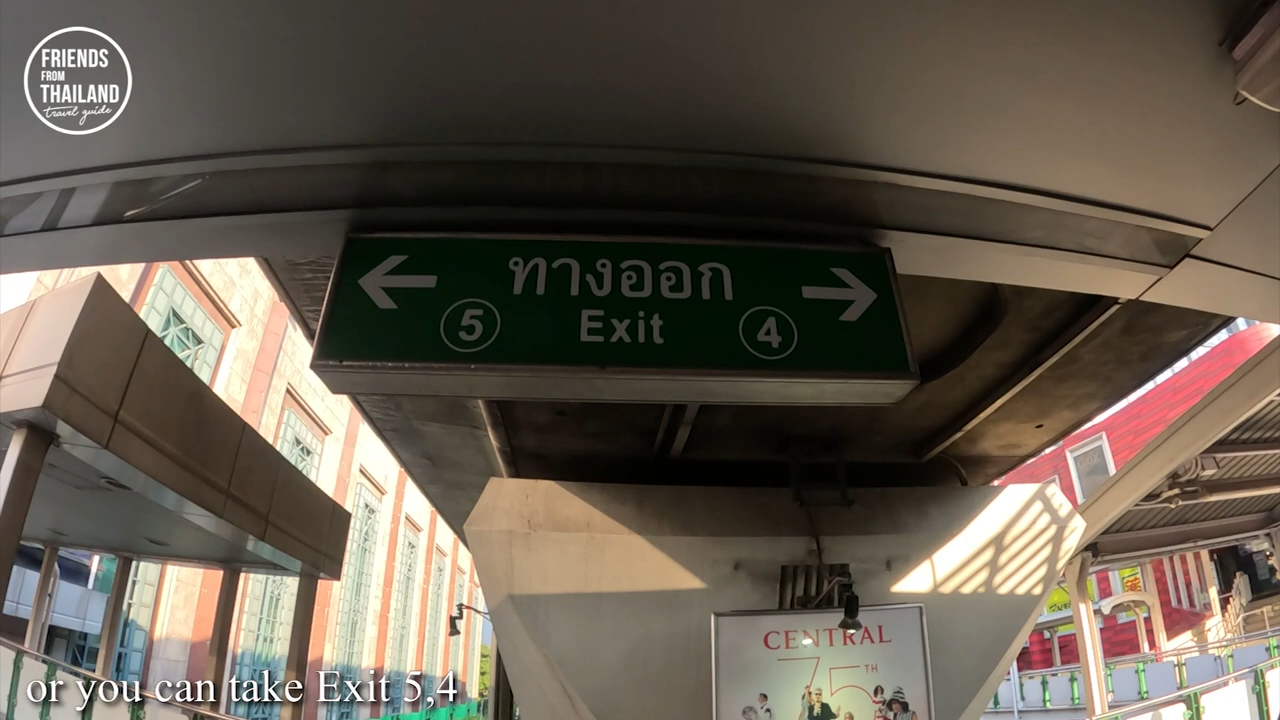 FRIENDS
FROM
THAILAND
travel guide
ทางออก
5 Exit 4
CENTRAL
75TH
or you can take Exit 5,4